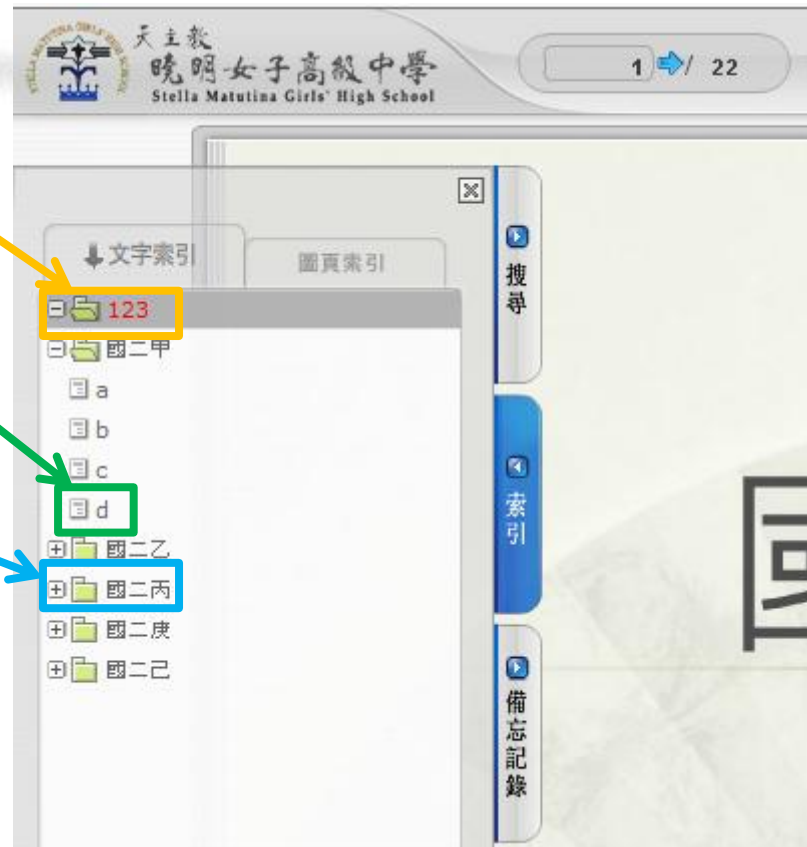 天主教
曉明女子高級中學
Stella Matutina Girls' High School
1 / 22
文字索引
圖頁索引
123
國二甲
a
b
c
d
國二乙
國二丙
國二庚
國二己
搜尋
索引
備忘記錄